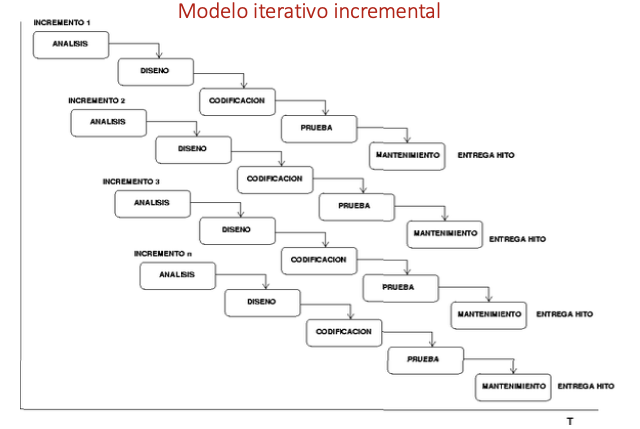 Modelo iterativo incremental
INCREMENTO 1
ANALISIS
DISENO
CODIFICACION
PRUEBA
MANTENIMIENTO
ENTREGA HITO
INCREMENTO 2
ANALISIS
DISENO
CODIFICACION
PRUEBA
MANTENIMIENTO
ENTREGA HITO
INCREMENTO 3
ANALISIS
DISENO
CODIFICACION
PRUEBA
MANTENIMIENTO
ENTREGA HITO
INCREMENTO n
ANALISIS
DISENO
CODIFICACION
PRUEBA
MANTENIMIENTO
ENTREGA HITO
T